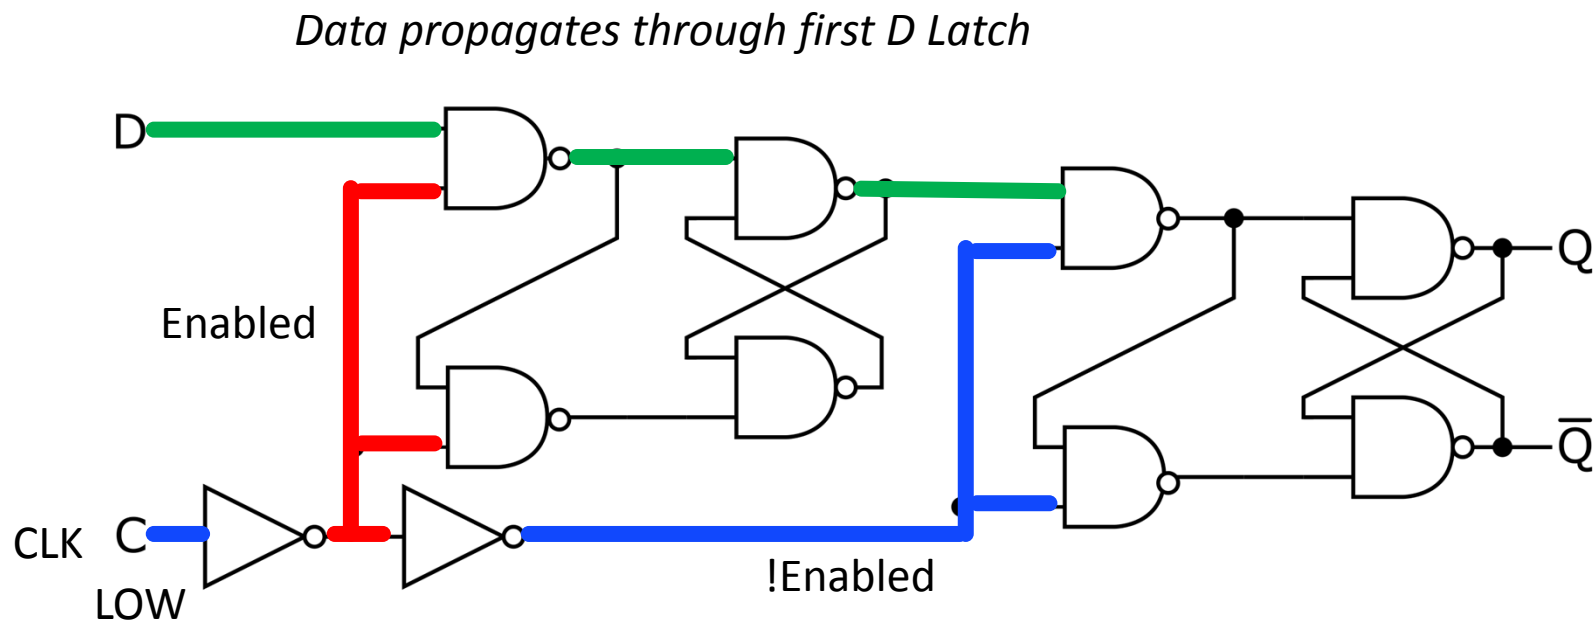 Data propagates through first D Latch
D
Q
Enabled
Q̅
CLK C
LOW
!Enabled